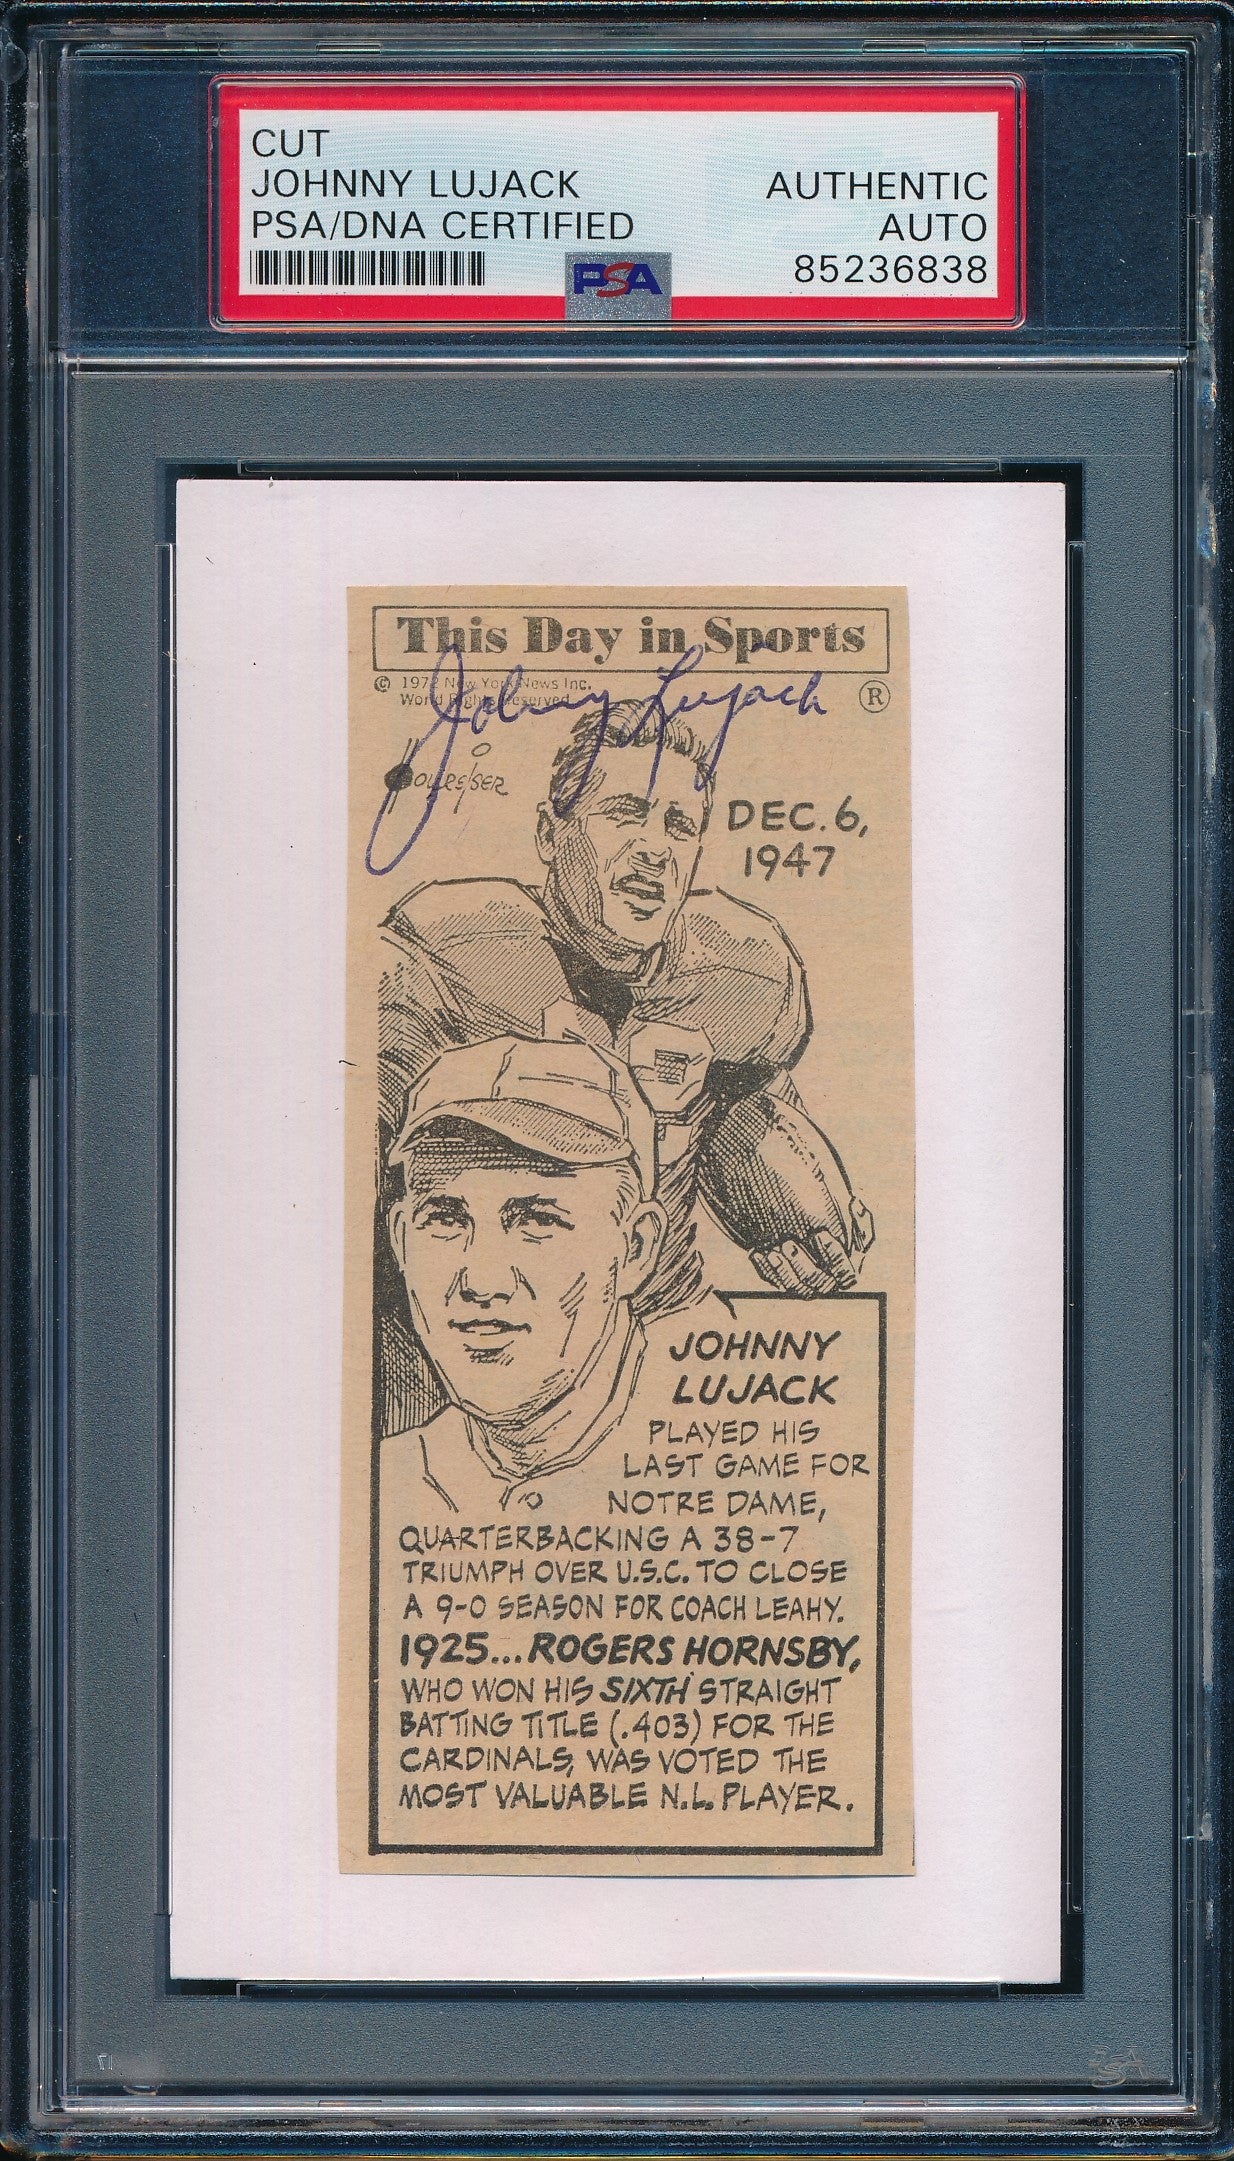 CUT
JOHNNY LUJACK
PSA/DNA CERTIFIED
AUTHENTIC
AUTO
85236838
PSA
This Day in Sports
© 1972 New York News Inc.
World Rights Reserved
®
Johnny Lujack
DEC. 6,
1947
JOHNNY
LUJACK
PLAYED HIS
LAST GAME FOR
NOTRE DAME,
QUARTERBACKING A 38-7
TRIUMPH OVER U.S.C. TO CLOSE
A 9-0 SEASON FOR COACH LEAHY.
1925...ROGERS HORNSBY,
WHO WON HIS SIXTH STRAIGHT
BATTING TITLE (.403) FOR THE
CARDINALS, WAS VOTED THE
MOST VALUABLE N.L. PLAYER.
PSA